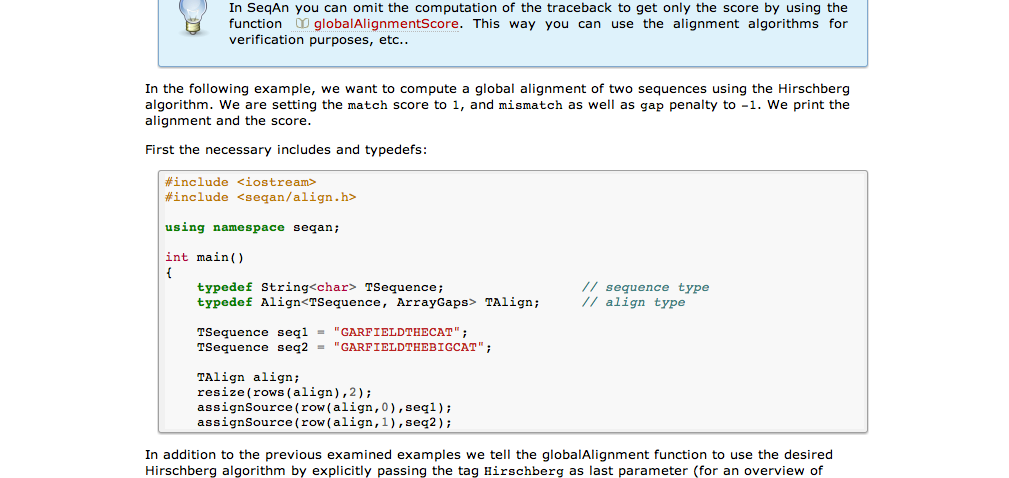 In SeqAn you can omit the computation of the traceback to get only the score by using the
function globalAlignmentScore. This way you can use the alignment algorithms for
verification purposes, etc..
In the following example, we want to compute a global alignment of two sequences using the Hirschberg
algorithm. We are setting the match score to 1, and mismatch as well as gap penalty to -1. We print the
alignment and the score.
First the necessary includes and typedefs:
#include <iostream>
#include <seqan/align.h>
using namespace seqan;
int main()
{
typedef String<char> TSequence; // sequence type
typedef Align<TSequence, ArrayGaps> TAlign; // align type
TSequence seq1 = "GARFIELDTHECAT";
TSequence seq2 = "GARFIELDTHEBIGCAT";
TAlign align;
resize(rows(align),2);
assignSource(row(align,0),seq1);
assignSource(row(align,1),seq2);
In addition to the previous examined examples we tell the globalAlignment function to use the desired
Hirschberg algorithm by explicitly passing the tag Hirschberg as last parameter (for an overview of